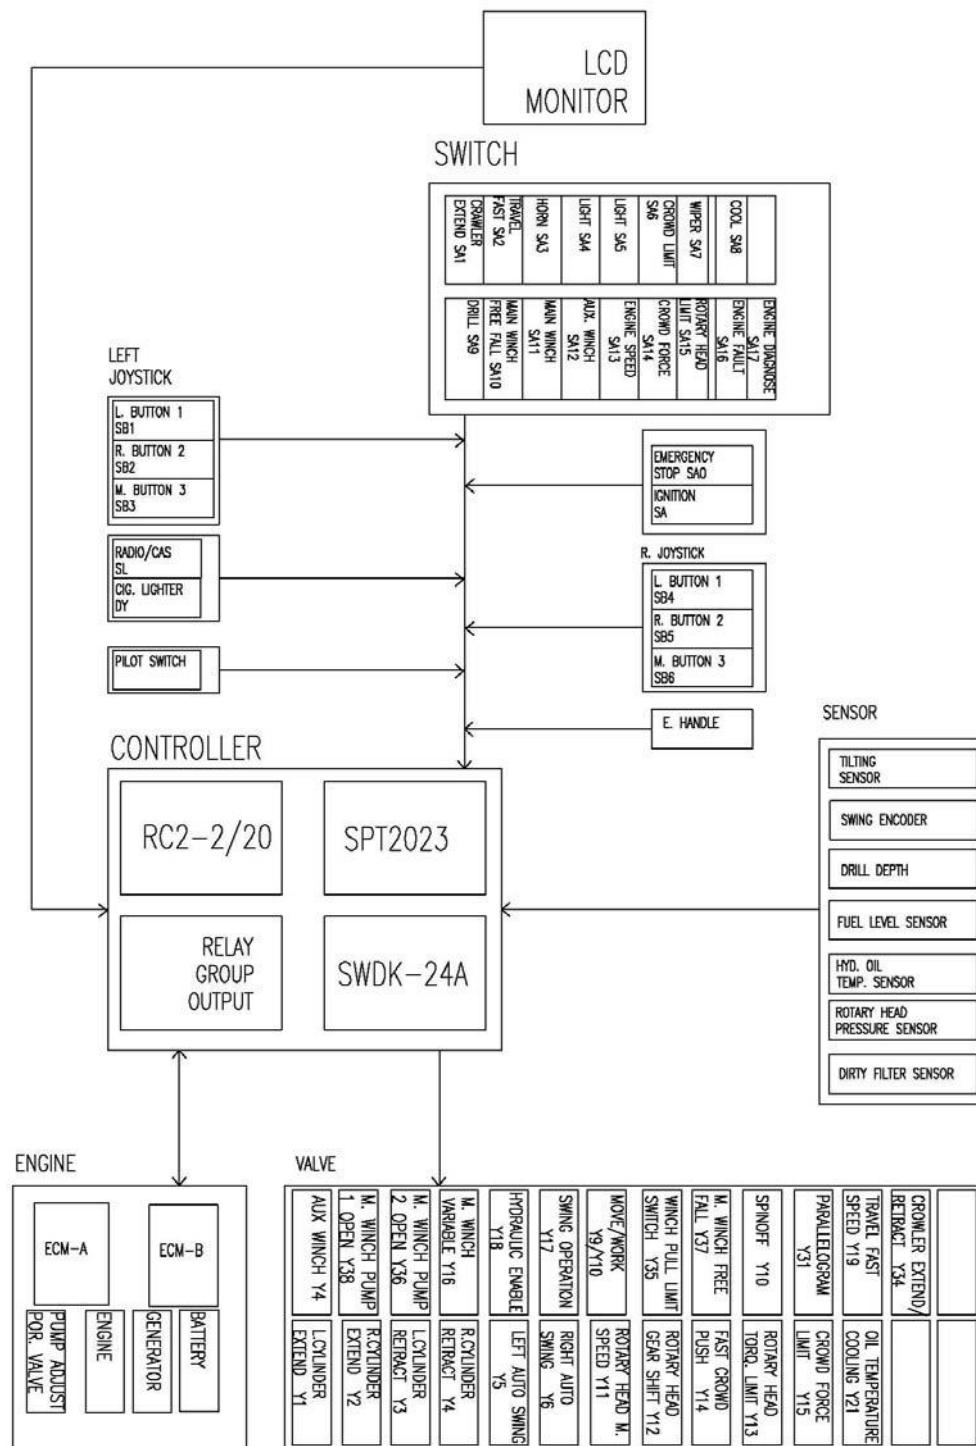 LCD
MONITOR
SWITCH
CRAWLER
EXTEND SA1
TRAVEL
FAST SA2
HORN SA3
LIGHT SA4
LIGHT SA5
CROWD LIMIT
SA6
WIPER SA7
COOL SA8
DRILL SA9
MAIN WINCH
FREE FALL SA10
MAIN WINCH
SA11
AUX. WINCH
SA12
ENGINE SPEED
SA13
CROWD FORCE
SA14
ROTARY HEAD
LIMIT SA15
ENGINE FAULT
SA16
ENGINE DIAGNOSE
SA17
LEFT
JOYSTICK
L. BUTTON 1
SB1
R. BUTTON 2
SB2
M. BUTTON 3
SB3
EMERGENCY
STOP SA0
IGNITION
SA
RADIO/CAS
SL
CIG. LIGHTER
DY
R. JOYSTICK
L. BUTTON 1
SB4
R. BUTTON 2
SB5
M. BUTTON 3
SB6
PILOT SWITCH
E. HANDLE
SENSOR
TILTING
SENSOR
SWING ENCODER
DRILL DEPTH
FUEL LEVEL SENSOR
HYD. OIL
TEMP. SENSOR
ROTARY HEAD
PRESSURE SENSOR
DIRTY FILTER SENSOR
CONTROLLER
RC2-2/20
SPT2023
RELAY
GROUP
OUTPUT
SWDK-24A
ENGINE
ECM-A
ECM-B
PUMP ADJUST
POR. VALVE
ENGINE
GENERATOR
BATTERY
VALVE
AUX WINCH Y4
M. WINCH PUMP
1 OPEN Y38
M. WINCH PUMP
2 OPEN Y36
M. WINCH
VARIABLE Y16
HYDRAULIC ENABLE
Y18
SWING OPERATION
Y17
MOVE/WORK
Y9/Y10
WINCH PULL LIMIT
SWITCH Y35
M. WINCH FREE
FALL Y37
SPINOFF Y10
PARALLELOGRAM
Y31
TRAVEL FAST
SPEED Y19
CROWLER EXTEND/
RETRACT Y34
L.CYLINDER
EXTEND Y1
R.CYLINDER
EXTEND Y2
L.CYLINDER
RETRACT Y3
R.CYLINDER
RETRACT Y4
LEFT AUTO SWING
Y5
RIGHT AUTO
SWING Y6
ROTARY HEAD M.
SPEED Y11
ROTARY HEAD
GEAR SHIFT Y12
FAST CROWD
PUSH Y14
ROTARY HEAD
TORQ. LIMIT Y13
CROWD FORCE
LIMIT Y15
OIL TEMPERATURE
COOLING Y21